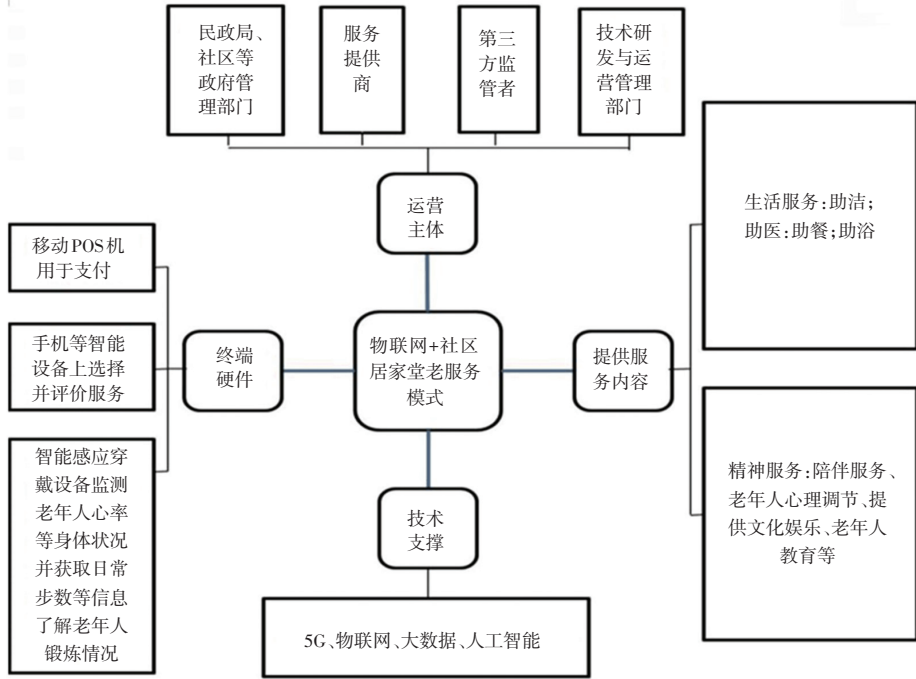 民政局、
社区等
政府管
理部门
服务
提供
商
第三
方监
管者
技术研
发与运
营管理
部门
运营
主体
移动POS机
用于支付
手机等智能
设备上选择
并评价服务
智能感应穿
戴设备监测
老年人心率
等身体状况
并获取日常
步数等信息
了解老年人
锻炼情况
终端
硬件
物联网+社区
居家堂老服务
模式
提供服
务内容
生活服务:助洁;
助医:助餐;助浴
精神服务:陪伴服务、
老年人心理调节、提
供文化娱乐、老年人
教育等
技术
支撑
5G、物联网、大数据、人工智能